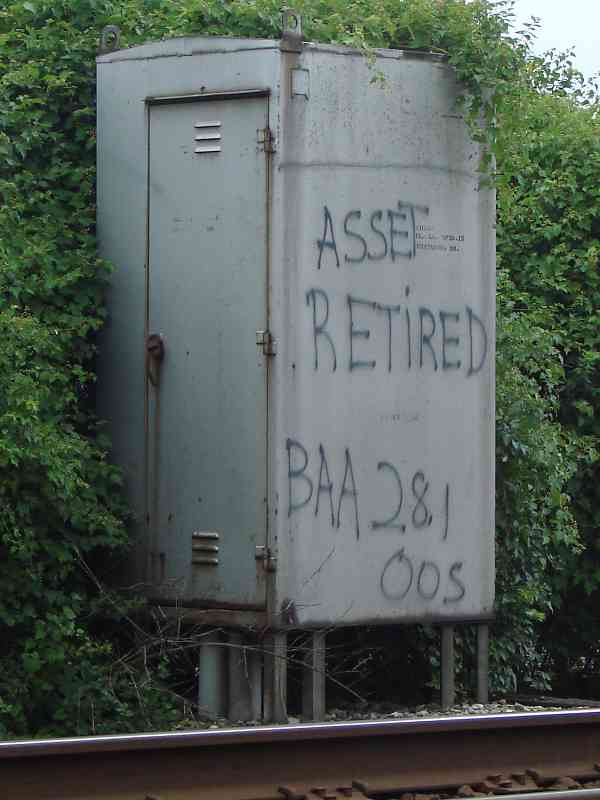 ASSET
RETIRED
BAA 28.1
OOS